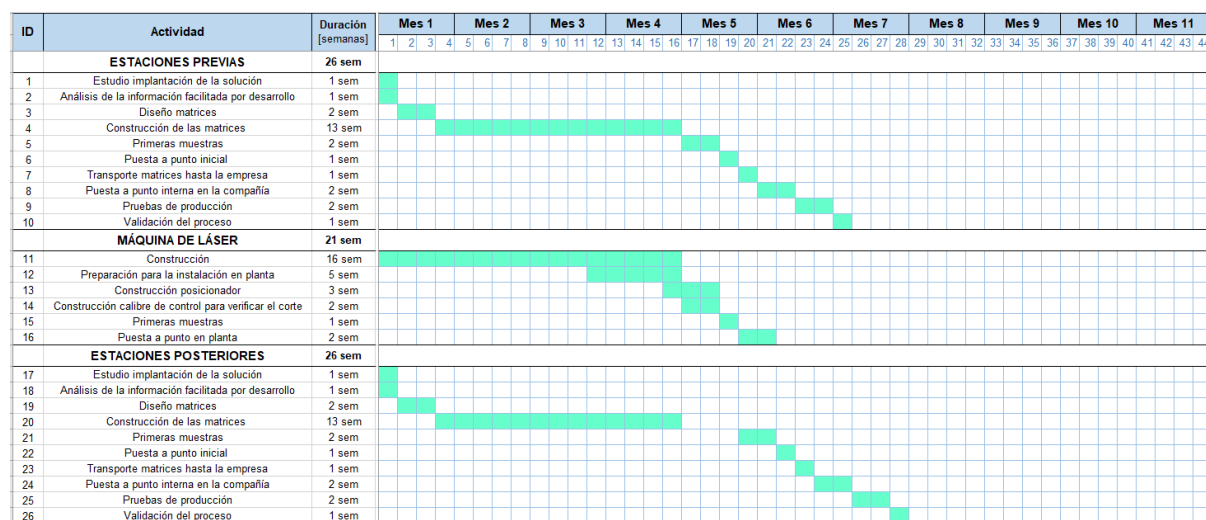 ID Actividad Duración [semanas] Mes 1 Mes 2 Mes 3 Mes 4 Mes 5 Mes 6 Mes 7 Mes 8 Mes 9 Mes 10 Mes 11
1 2 3 4 5 6 7 8 9 10 11 12 13 14 15 16 17 18 19 20 21 22 23 24 25 26 27 28 29 30 31 32 33 34 35 36 37 38 39 40 41 42 43 44
ESTACIONES PREVIAS 26 sem
1 Estudio implantación de la solución 1 sem
2 Análisis de la información facilitada por desarrollo 1 sem
3 Diseño matrices 2 sem
4 Construcción de las matrices 13 sem
5 Primeras muestras 2 sem
6 Puesta a punto inicial 1 sem
7 Transporte matrices hasta la empresa 1 sem
8 Puesta a punto interna en la compañía 2 sem
9 Pruebas de producción 2 sem
10 Validación del proceso 1 sem
MÁQUINA DE LÁSER 21 sem
11 Construcción 16 sem
12 Preparación para la instalación en planta 5 sem
13 Construcción posicionador 3 sem
14 Construcción calibre de control para verificar el corte 2 sem
15 Primeras muestras 1 sem
16 Puesta a punto en planta 2 sem
ESTACIONES POSTERIORES 26 sem
17 Estudio implantación de la solución 1 sem
18 Análisis de la información facilitada por desarrollo 1 sem
19 Diseño matrices 2 sem
20 Construcción de las matrices 13 sem
21 Primeras muestras 2 sem
22 Puesta a punto inicial 1 sem
23 Transporte matrices hasta la empresa 1 sem
24 Puesta a punto interna en la compañía 2 sem
25 Pruebas de producción 2 sem
26 Validación del proceso 1 sem